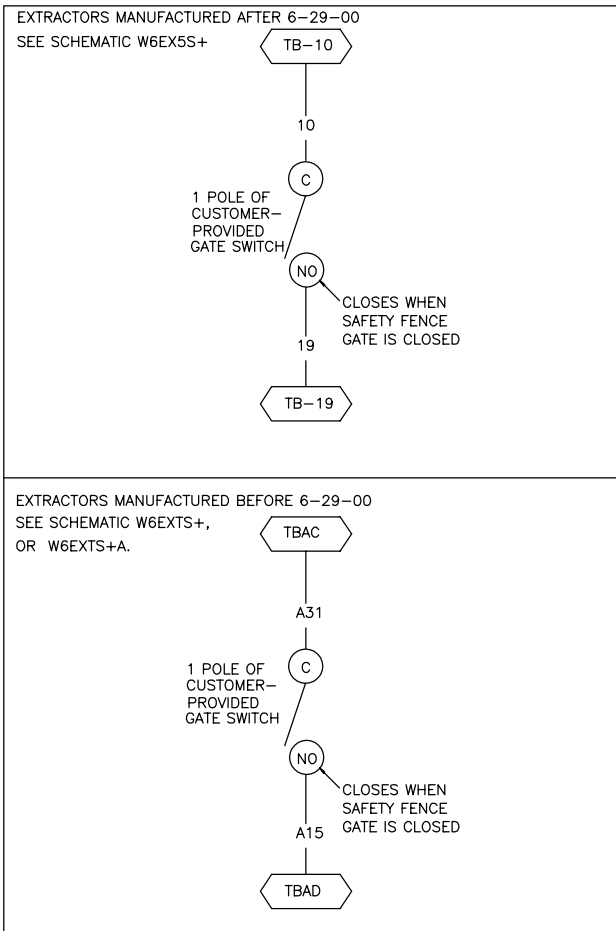 EXTRACTORS MANUFACTURED AFTER 6-29-00
SEE SCHEMATIC W6EX5S+
TB-10
10
C
1 POLE OF
CUSTOMER-
PROVIDED
GATE SWITCH
NO
CLOSES WHEN
SAFETY FENCE
GATE IS CLOSED
19
TB-19
EXTRACTORS MANUFACTURED BEFORE 6-29-00
SEE SCHEMATIC W6EXTS+,
OR W6EXTS+A.
TBAC
A31
C
1 POLE OF
CUSTOMER-
PROVIDED
GATE SWITCH
NO
CLOSES WHEN
SAFETY FENCE
GATE IS CLOSED
A15
TBAD